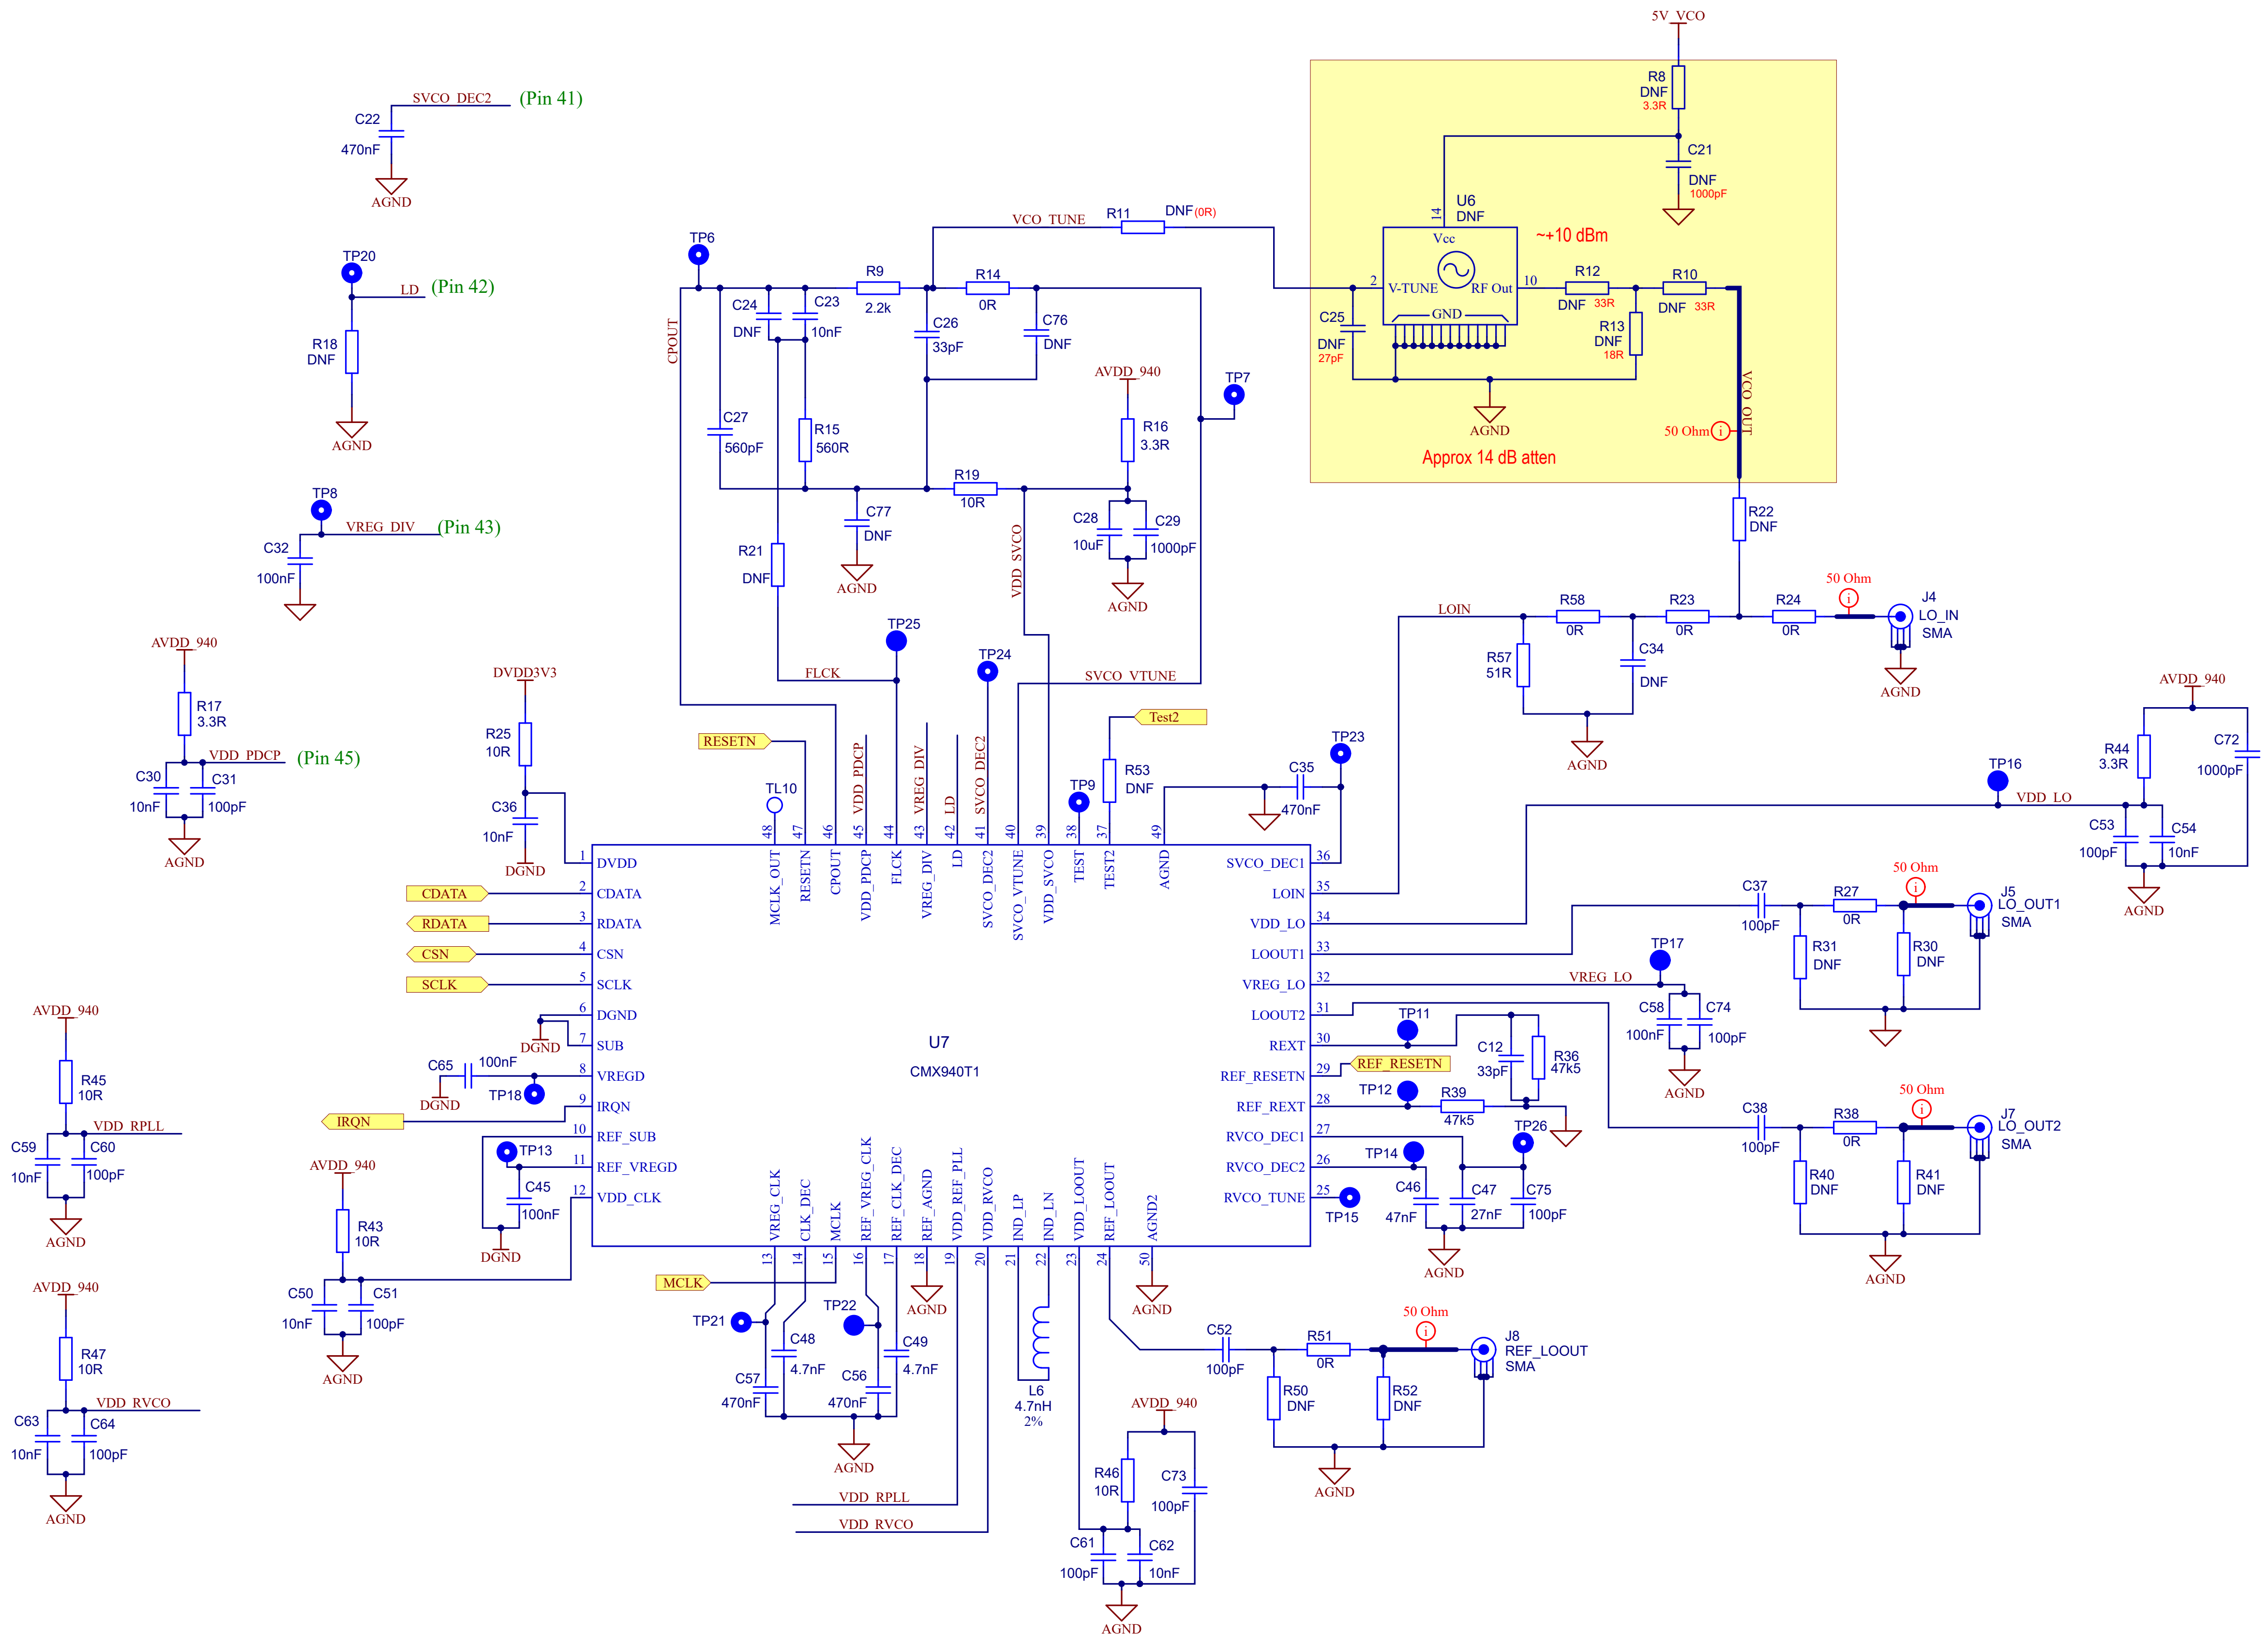 5V_VCO
R8
DNF
3.3R
C21
DNF
1000pF
SVCO_DEC2 (Pin 41)
C22
470nF
AGND
U6
DNF
14
Vcc
~+10 dBm
2
V-TUNE
RF Out
10
GND
R12
DNF 33R
R10
DNF 33R
R13
DNF
18R
C25
DNF
27pF
AGND
Approx 14 dB atten
50 Ohm
i
VCO_OUT
VCO_TUNE
R11
DNF(0R)
TP20
LD (Pin 42)
R18
DNF
AGND
TP6
CPOUT
C24
DNF
C23
10nF
R9
2.2k
R14
0R
C26
33pF
C76
DNF
C27
560pF
R15
560R
AVDD_940
R16
3.3R
TP7
R19
10R
C77
DNF
AGND
C28
10uF
C29
1000pF
AGND
VDD_SVCO
R21
DNF
TP8
VREG_DIV (Pin 43)
C32
100nF
R22
DNF
TP25
FLCK
TP24
SVCO_VTUNE
LOIN
R58
0R
R23
0R
R24
0R
50 Ohm
i
J4
LO_IN
SMA
AGND
R57
51R
C34
DNF
AGND
AVDD_940
R17
3.3R
VDD_PDCP (Pin 45)
C30
10nF
C31
100pF
AGND
DVDD3V3
R25
10R
C36
10nF
DGND
RESETN
TL10
VDD_PDCP
VREG_DIV
LD
SVCO_DEC2
Test2
R53
DNF
TP9
C35
470nF
TP23
AVDD_940
R44
3.3R
C72
1000pF
TP16
VDD_LO
C53
100pF
C54
10nF
AGND
48
47
46
45
44
43
42
41
40
39
38
37
49
MCLK_OUT
RESETN
CPOUT
VDD_PDCP
FLCK
VREG_DIV
LD
SVCO_DEC2
SVCO_VTUNE
VDD_SVCO
TEST
TEST2
AGND
1 DVDD
CDATA 2 CDATA
RDATA 3 RDATA
CSN 4 CSN
SCLK 5 SCLK
6 DGND
7 SUB
DGND
8 VREGD
9 IRQN
10 REF_SUB
11 REF_VREGD
12 VDD_CLK
C65
100nF
DGND
TP18
IRQN
TP13
C45
100nF
DGND
U7
CMX940T1
SVCO_DEC1 36
LOIN 35
VDD_LO 34
LOOUT1 33
VREG_LO 32
LOOUT2 31
REXT 30
REF_RESETN 29
REF_REXT 28
RVCO_DEC1 27
RVCO_DEC2 26
RVCO_TUNE 25
C37
100pF
R27
0R
50 Ohm
i
J5
LO_OUT1
SMA
R31
DNF
R30
DNF
TP17
VREG_LO
C58
100nF
C74
100pF
AGND
TP11
C12
33pF
R36
47k5
REF_RESETN
TP12
R39
47k5
TP26
TP14
C46
47nF
C47
27nF
C75
100pF
AGND
TP15
C38
100pF
R38
0R
50 Ohm
i
J7
LO_OUT2
SMA
R40
DNF
R41
DNF
AGND
AVDD_940
R45
10R
VDD_RPLL
C59
10nF
C60
100pF
AGND
AVDD_940
R43
10R
C50
10nF
C51
100pF
AGND
AVDD_940
R47
10R
VDD_RVCO
C63
10nF
C64
100pF
AGND
VREG_CLK
CLK_DEC
MCLK
REF_VREG_CLK
REF_CLK_DEC
REF_AGND
VDD_REF_PLL
VDD_RVCO
IND_LP
IND_LN
VDD_LOOUT
REF_LOOUT
AGND2
13
14
15
16
17
18
19
20
21
22
23
24
50
MCLK
TP21
TP22
AGND
AGND
C48
4.7nF
C49
4.7nF
C57
470nF
C56
470nF
AGND
L6
4.7nH
2%
C52
100pF
R51
0R
50 Ohm
i
J8
REF_LOOUT
SMA
R50
DNF
R52
DNF
AGND
AVDD_940
R46
10R
C73
100pF
C61
100pF
C62
10nF
AGND
VDD_RPLL
VDD_RVCO